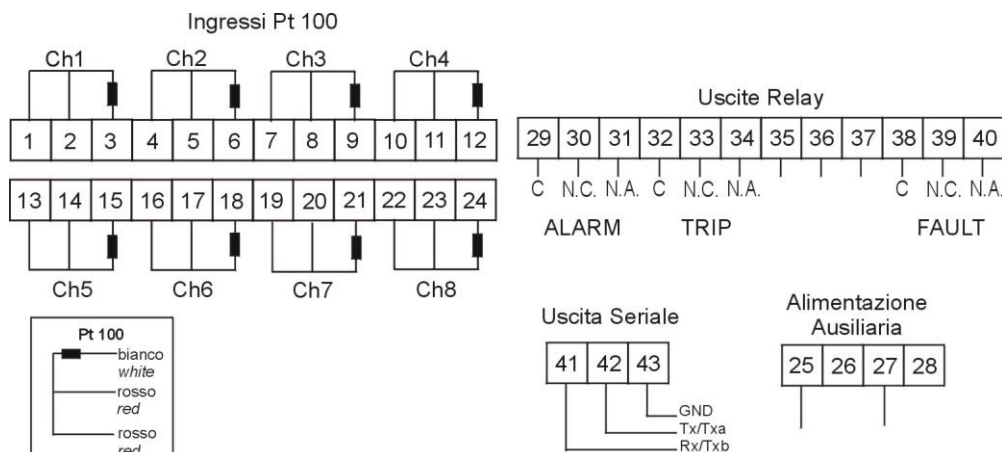 Ingressi Pt 100
Ch1 Ch2 Ch3 Ch4
1 2 3 4 5 6 7 8 9 10 11 12
13 14 15 16 17 18 19 20 21 22 23 24
Ch5 Ch6 Ch7 Ch8
Pt 100
bianco
white
rosso
red
rosso
red
Uscite Relay
29 30 31 32 33 34 35 36 37 38 39 40
C N.C. N.A. C N.C. N.A. C N.C. N.A.
ALARM TRIP FAULT
Uscita Seriale
41 42 43
GND
Tx/Txa
Rx/Txb
Alimentazione
Ausiliaria
25 26 27 28